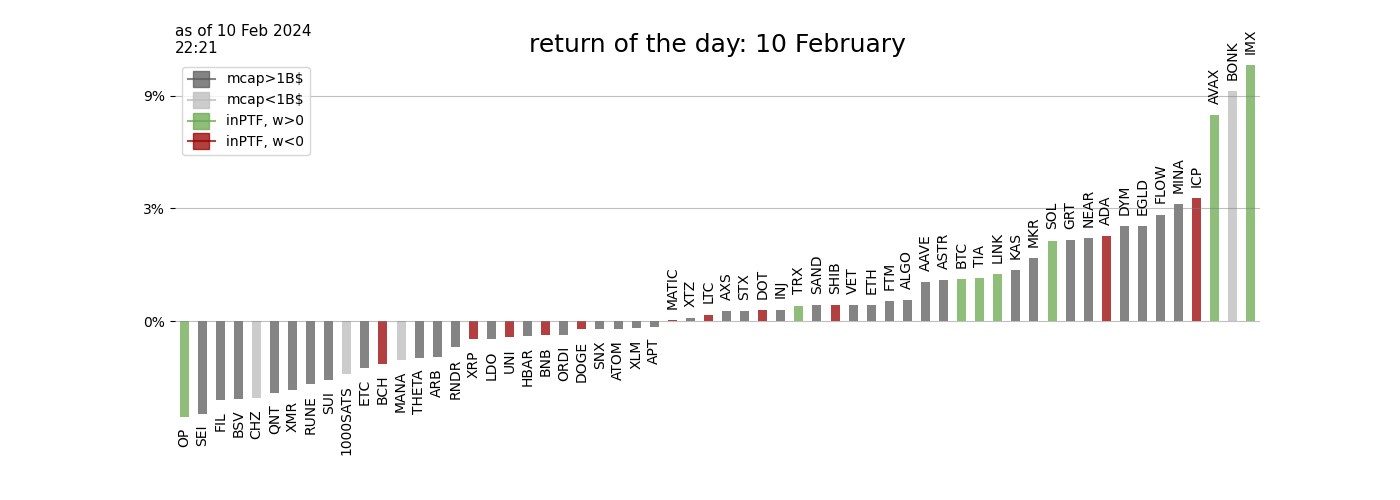 as of 10 Feb 2024
22:21
return of the day: 10 February
mcap>1B$
mcap<1B$
inPTF, w>0
inPTF, w<0
9%
3%
0%
OP
SEI
FIL
BSV
CHZ
QNT
XMR
RUNE
SUI
1000SATS
ETC
BCH
MANA
THETA
ARB
RNDR
XRP
LDO
UNI
HBAR
BNB
ORDI
DOGE
SNX
ATOM
XLM
APT
MATIC
XTZ
LTC
AXS
STX
DOT
INJ
TRX
SAND
SHIB
VET
ETH
FTM
ALGO
AAVE
ASTR
BTC
TIA
LINK
KAS
MKR
SOL
GRT
NEAR
ADA
DYM
EGLD
FLOW
MINA
ICP
AVAX
BONK
IMX